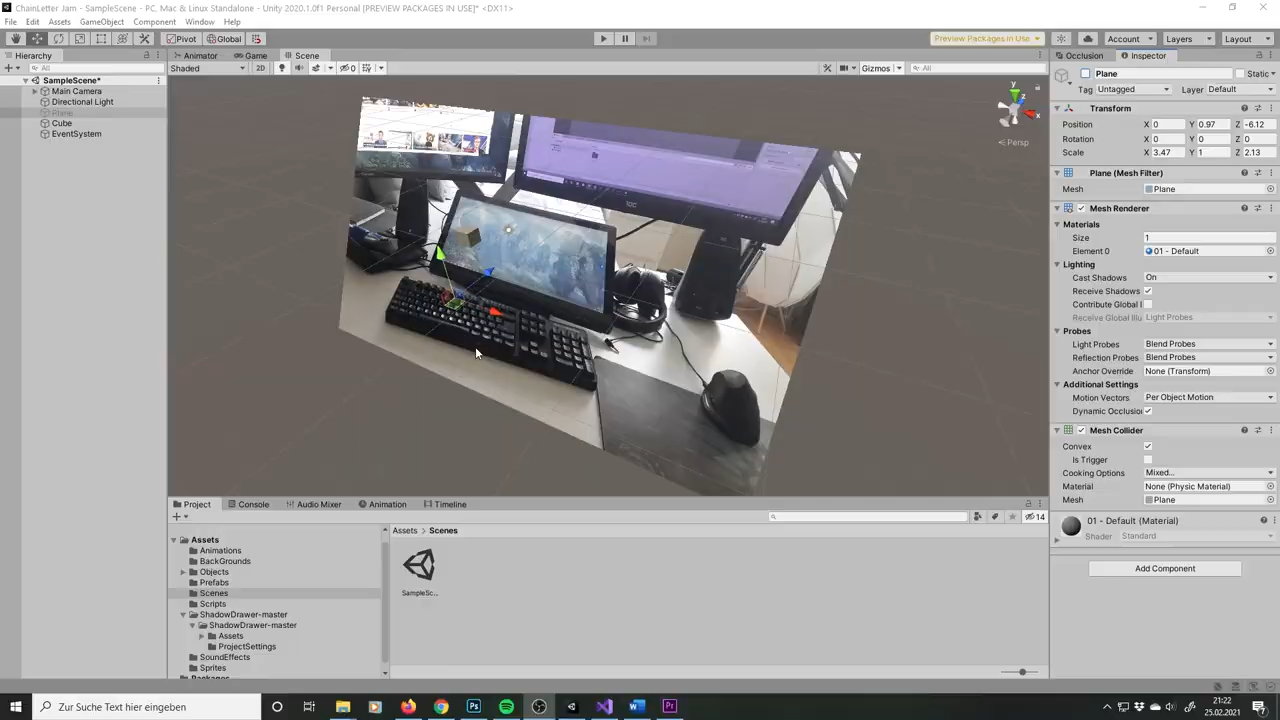 ChainLetter Jam - SampleScene - PC, Mac & Linux Standalone - Unity 2020.1.0f1 Personal [PREVIEW PACKAGES IN USE]* <DX11>
File Edit Assets GameObject Component Window Help
Pivot Global Preview Packages in Use Account Layers Layout
Hierarchy Animator Game Scene Occlusion Inspector
All Shaded 2D 0 Gizmos All Plane Static
SampleScene* Tag Untagged Layer Default
Main Camera
Directional Light
Plane
Cube
EventSystem
y
z
x
Persp
Transform
Position X 0 Y 0.97 Z -6.12
Rotation X 0 Y 0 Z 0
Scale X 3.47 Y 1 Z 2.13
Plane (Mesh Filter)
Mesh Plane
Mesh Renderer
Materials
Size 1
Element 0 01 - Default
Lighting
Cast Shadows On
Receive Shadows
Contribute Global I
Receive Global Illu Light Probes
Probes
Light Probes Blend Probes
Reflection Probes Blend Probes
Anchor Override None (Transform)
Additional Settings
Motion Vectors Per Object Motion
Dynamic Occlusion
Mesh Collider
Convex
Is Trigger
Cooking Options Mixed...
Material None (Physic Material)
Mesh Plane
01 - Default (Material)
Shader Standard
Add Component
Project Console Audio Mixer Animation Timeline
14
Assets
Animations
BackGrounds
Objects
Prefabs
Scenes
Scripts
ShadowDrawer-master
ShadowDrawer-master
Assets
ProjectSettings
SoundEffects
Sprites
Assets > Scenes
SampleSc...
Zur Suche Text hier eingeben
21:22
25.02.2021